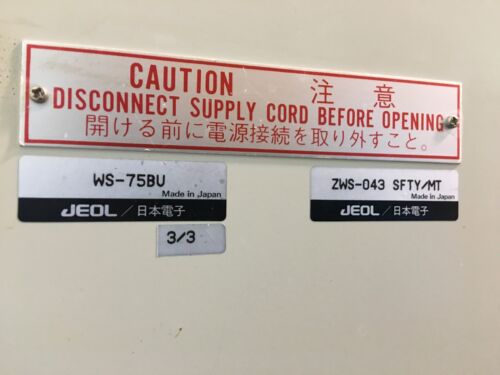 CAUTION 注 意
DISCONNECT SUPPLY CORD BEFORE OPENING
開ける前に電源接続を取り外すこと。
WS-75BU
Made in Japan
JEOL / 日本電子
3/3
ZWS-043 SFTY/MT
Made in Japan
JEOL / 日本電子